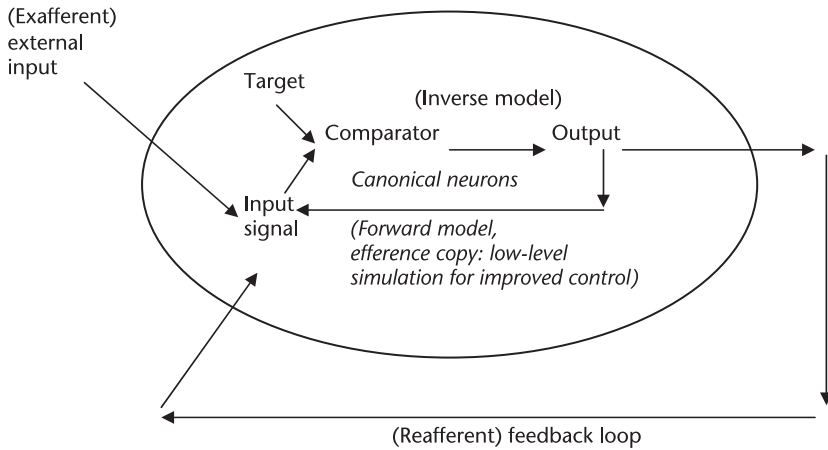 (Exafferent)
external
input
Target
(Inverse model)
Comparator
Output
Canonical neurons
Input
signal
(Forward model,
efference copy: low-level
simulation for improved control)
(Reafferent) feedback loop